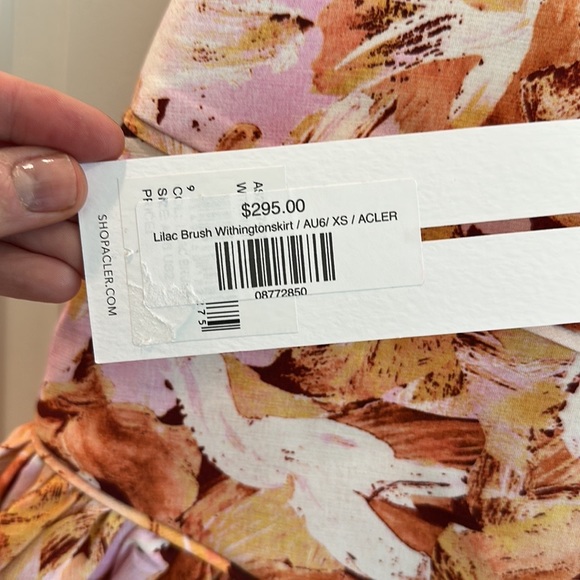 $295.00
Lilac Brush Withingtonskirt / AU6/ XS / ACLER
08772850
SHOPACLER.COM